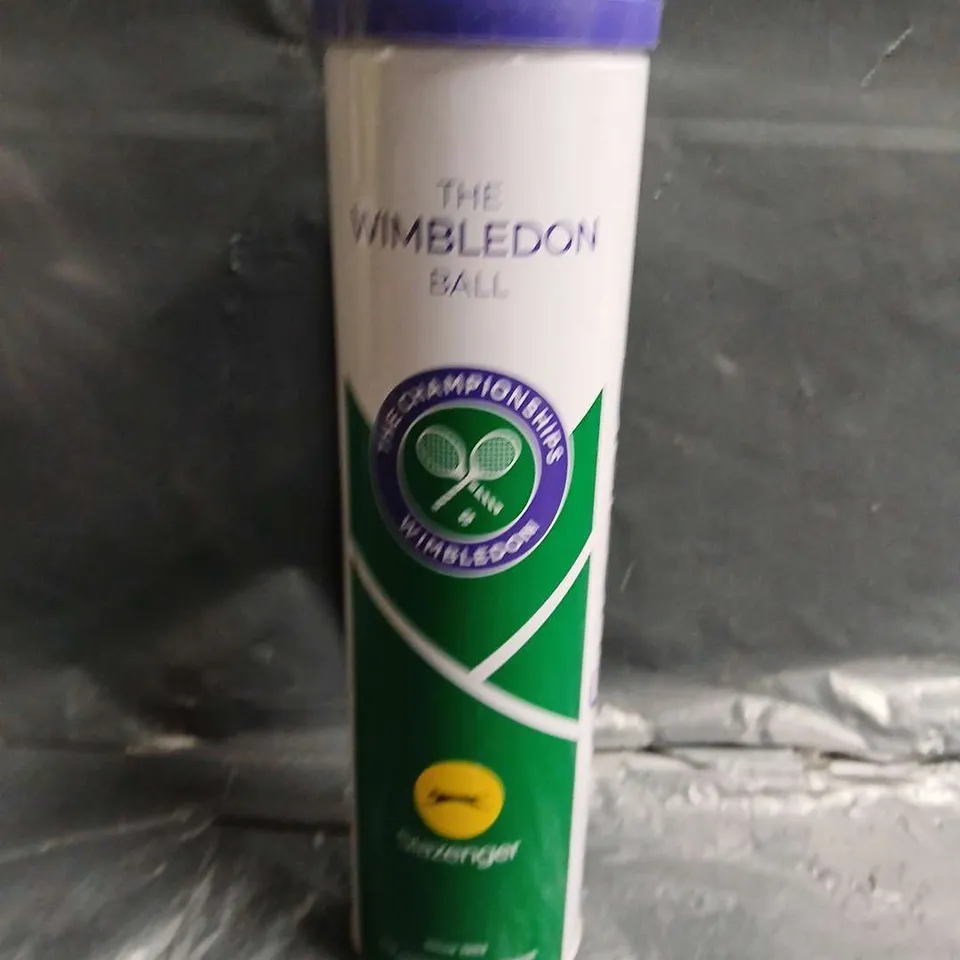 THE
WIMBLEDON
BALL
THE CHAMPIONSHIPS
WIMBLEDON
Slazenger